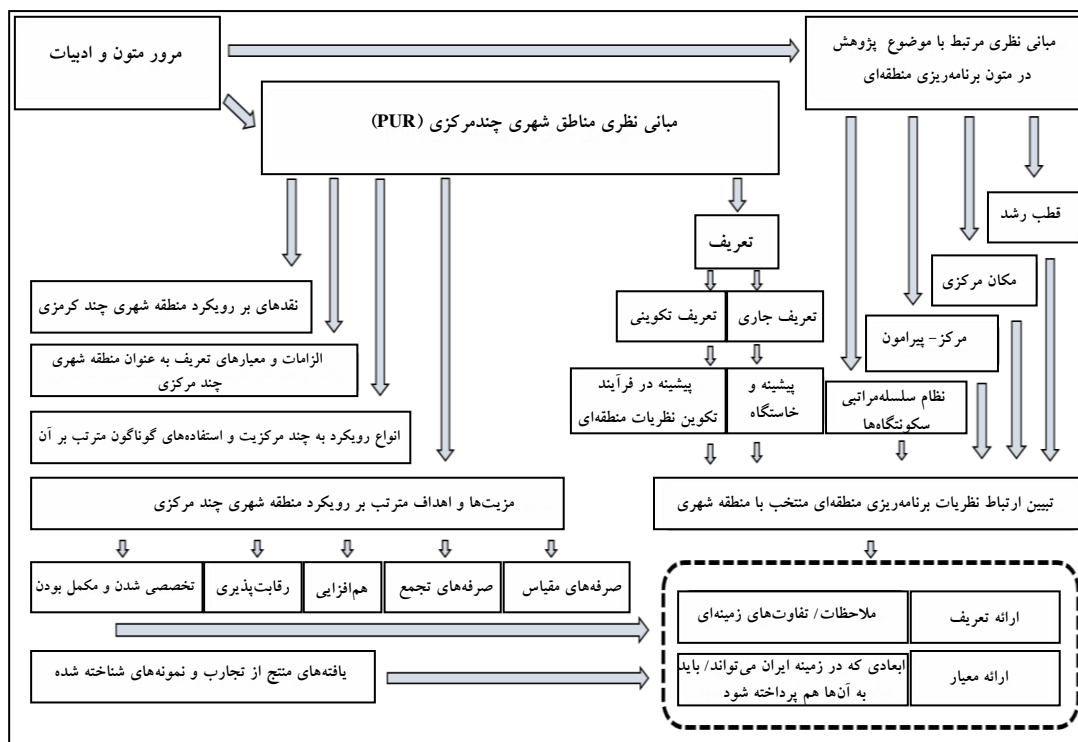 مرور متون و ادبیات
مبانی نظری مرتبط با موضوع پژوهش
در متون برنامه‌ریزی منطقه‌ای
مبانی نظری مناطق شهری چندمرکزی (PUR)
قطب رشد
مکان مرکزی
مرکز - پیرامون
نظام سلسله‌مراتبی
سکونتگاه‌ها
تعریف
تعریف جاری
تعریف تکوینی
پیشینه و
خاستگاه
پیشینه در فرآیند
تکوین نظریات منطقه‌ای
نقدهای بر رویکرد منطقه شهری چند کرمزی
الزامات و معیارهای تعریف به عنوان منطقه شهری
چند مرکزی
انواع رویکرد به چند مرکزیت و استفاده‌های گوناگون مترتب بر آن
مزیت‌ها و اهداف مترتب بر رویکرد منطقه شهری چند مرکزی
تبیین ارتباط نظریات برنامه‌ریزی منطقه‌ای منتخب با منطقه شهری
صرفه‌های مقیاس
صرفه‌های تجمع
هم‌افزایی
رقابت‌پذیری
تخصصی شدن و مکمل بودن
ارائه تعریف
ملاحظات/ تفاوت‌های زمینه‌ای
ارائه معیار
ابعادی که در زمینه ایران می‌تواند/ باید
به آن‌ها هم پرداخته شود
یافته‌های منتج از تجارب و نمونه‌های شناخته شده